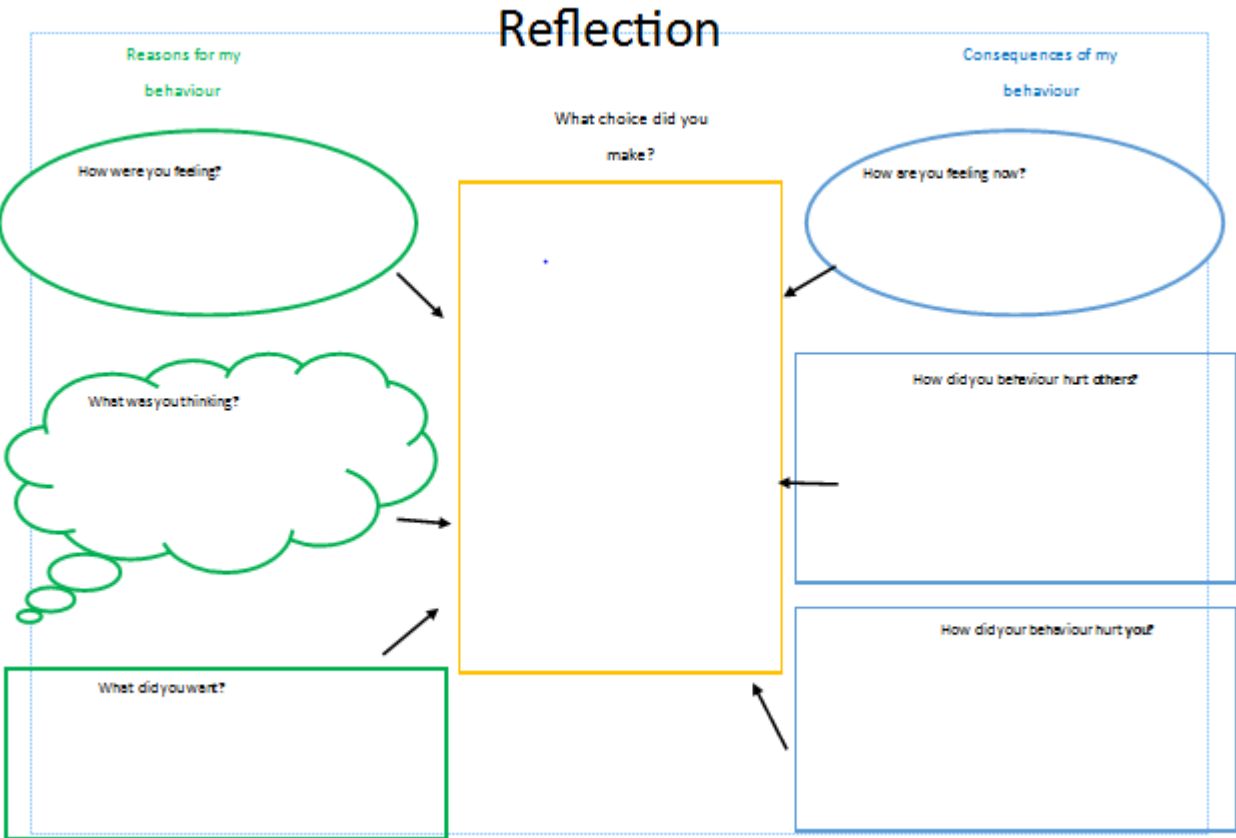 Reflection
Reasons for my
behaviour
How were you feeling?
What was you thinking?
What did you want?
What choice did you
make?
Consequences of my
behaviour
How are you feeling now?
How did you behaviour hurt others?
How did your behaviour hurt you?